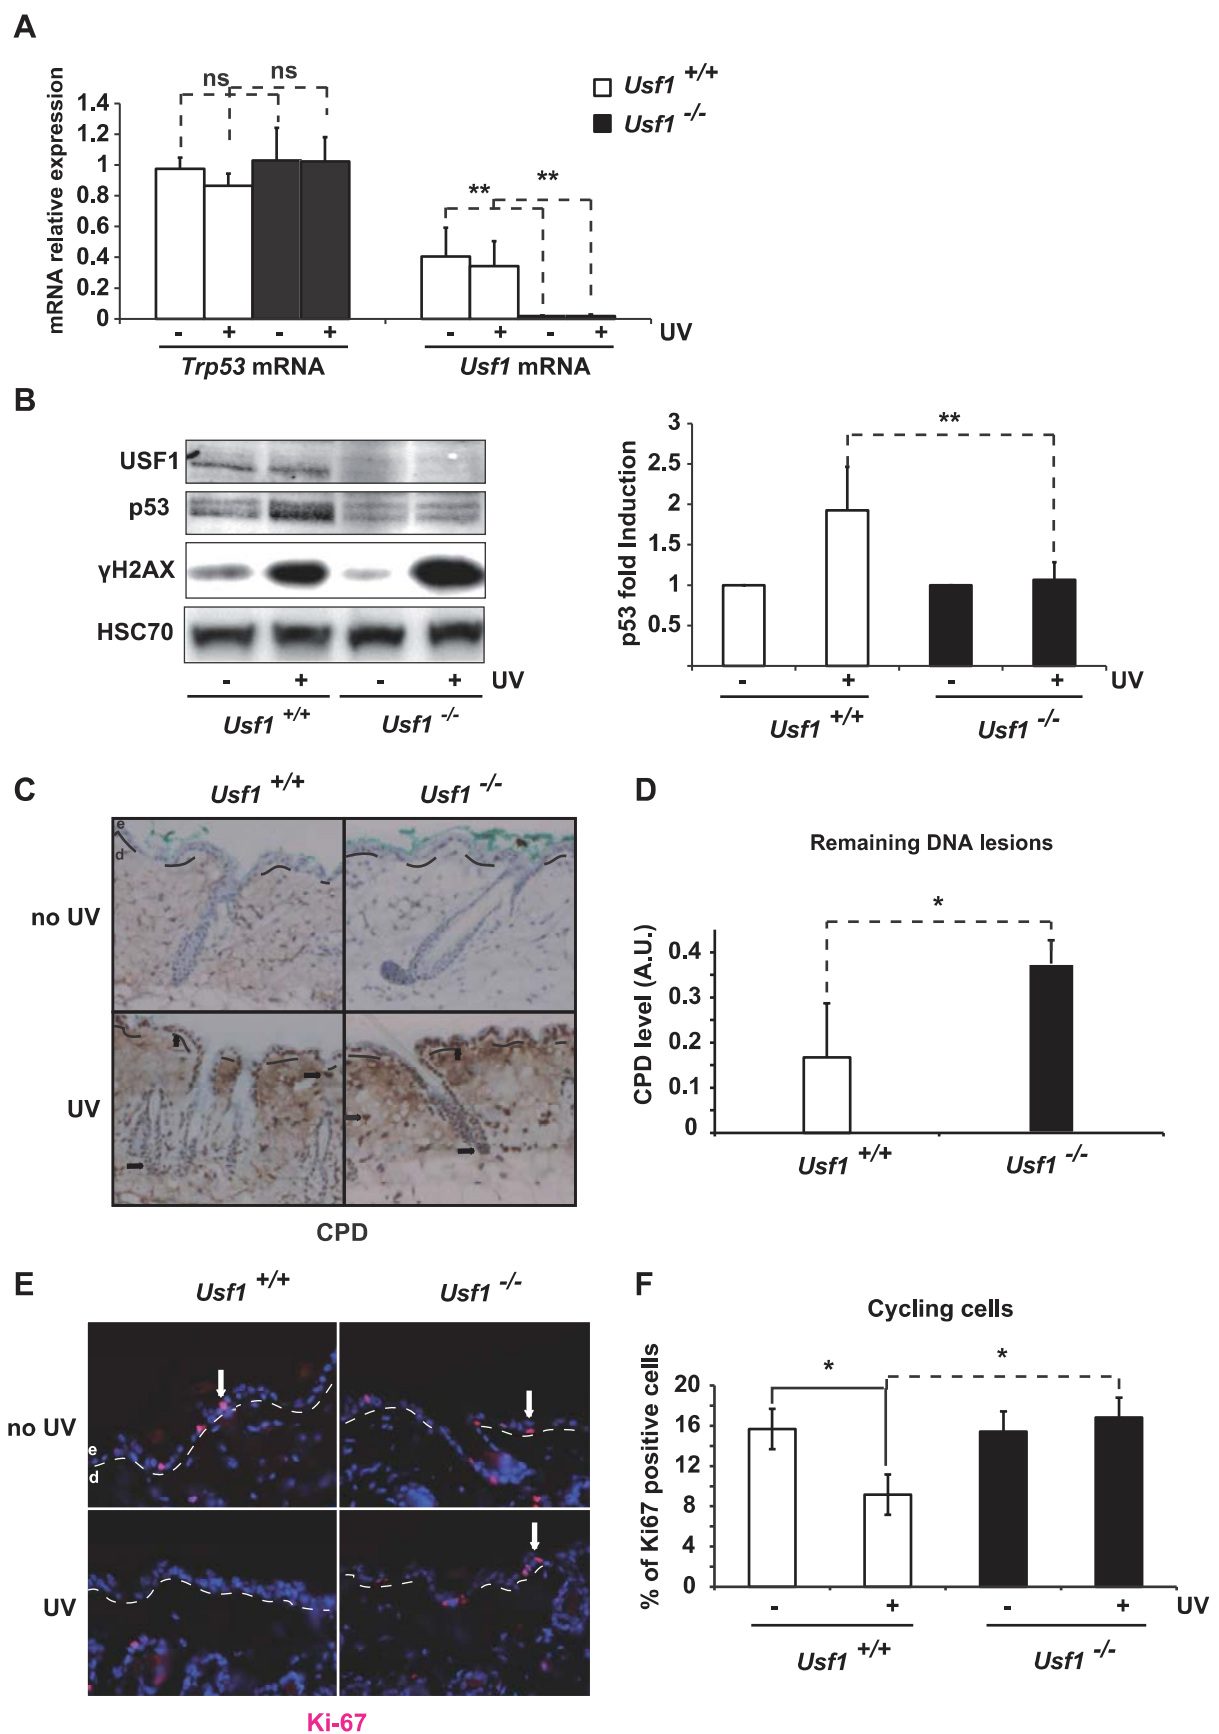 A
ns ns
Usf1 +/+
Usf1 -/-
mRNA relative expression
1.4
1.2
1
0.8
0.6
0.4
0.2
0
** **
- + - + - + - + UV
Trp53 mRNA Usf1 mRNA
B
USF1
p53
γH2AX
HSC70
- + - + UV
Usf1 +/+ Usf1 -/-
p53 fold Induction
3
2.5
2
1.5
1
0.5
**
- + - + UV
Usf1 +/+ Usf1 -/-
C
Usf1 +/+ Usf1 -/-
no UV
e
d
UV
CPD
D
Remaining DNA lesions
*
CPD level (A.U.)
0.4
0.3
0.2
0.1
0
Usf1 +/+ Usf1 -/-
E
Usf1 +/+ Usf1 -/-
no UV
e
d
UV
Ki-67
F
Cycling cells
* *
% of Ki67 positive cells
20
16
12
8
4
0
- + - + UV
Usf1 +/+ Usf1 -/-